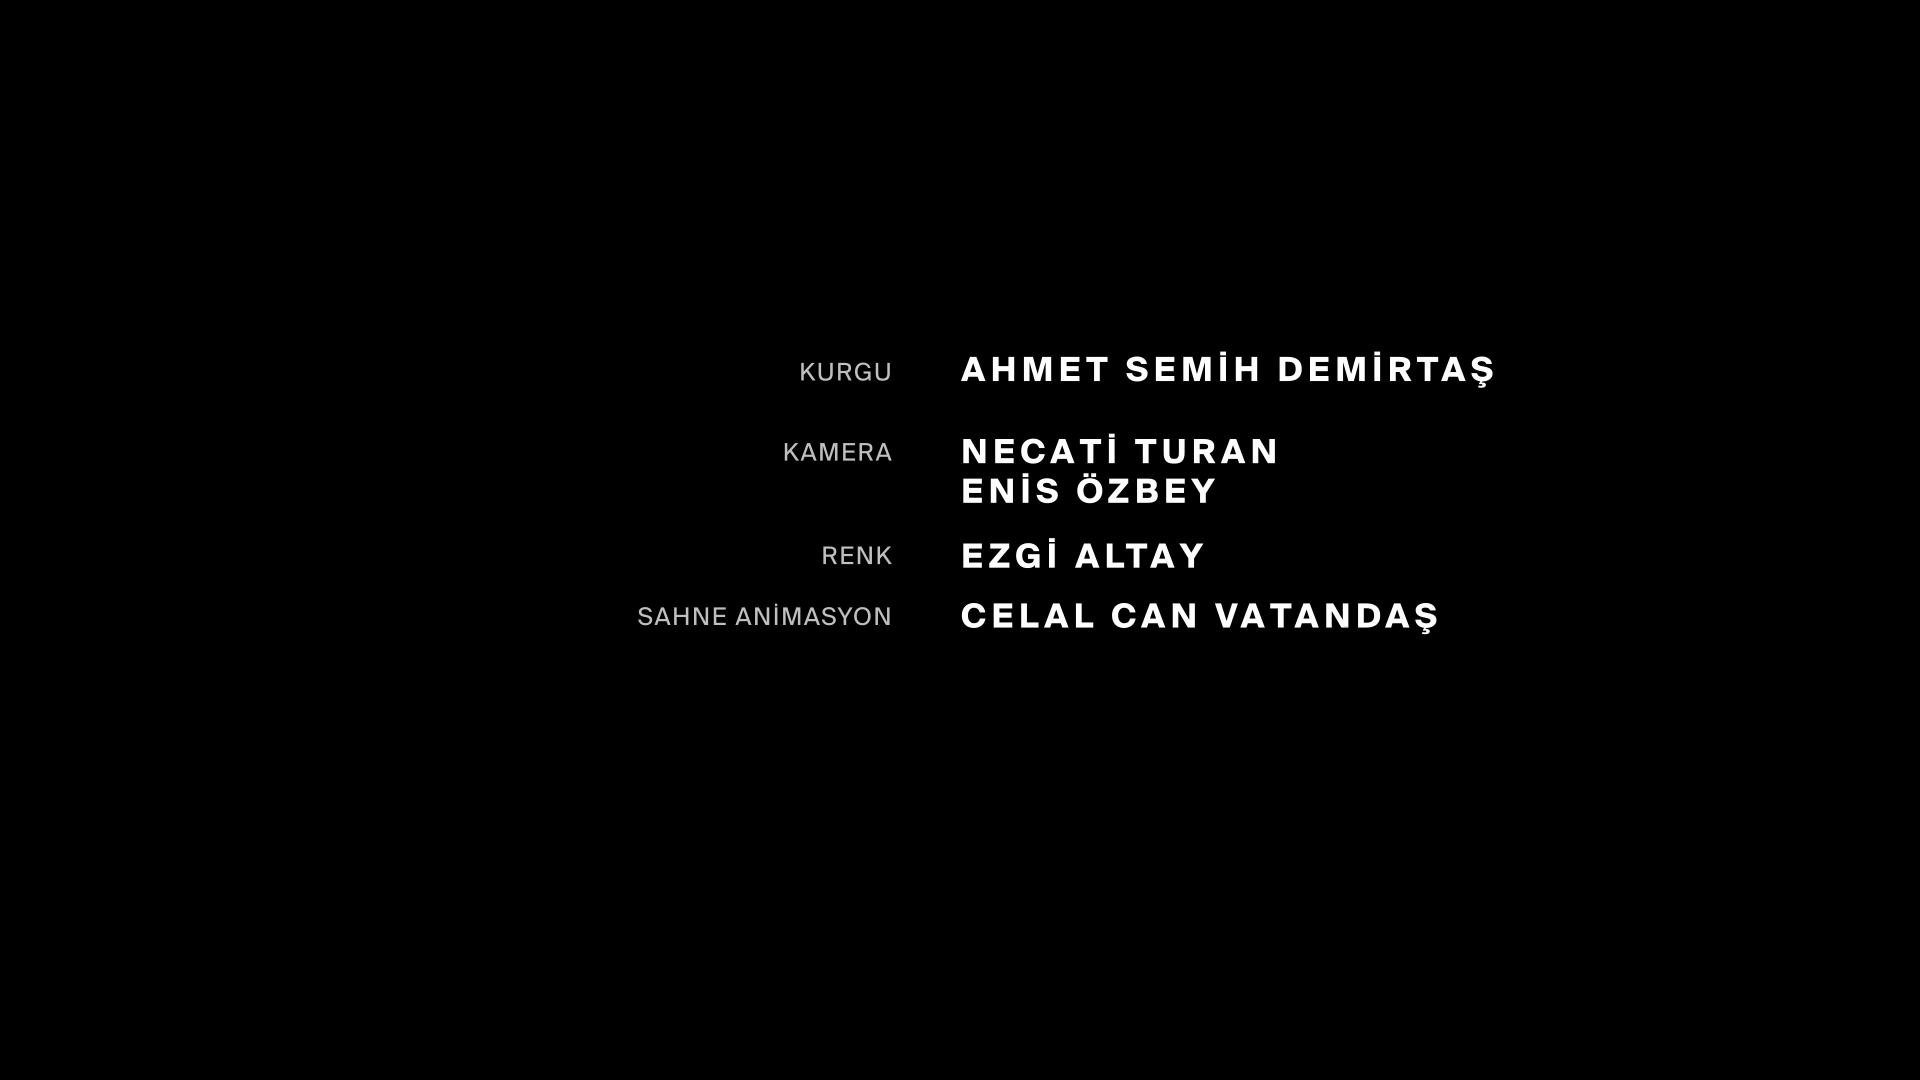 KURGU AHMET SEMİH DEMİRTAŞ
KAMERA NECATİ TURAN
ENİS ÖZBEY
RENK EZGİ ALTAY
SAHNE ANİMASYON CELAL CAN VATANDAŞ